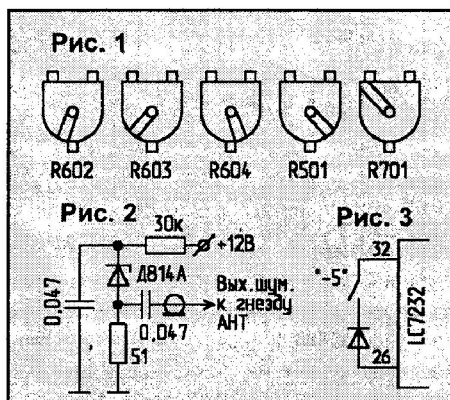 Рис. 1
R602 R603 R604 R501 R701
Рис. 2
30к
+12В
Д814А
0,047
0,047
51
Вых.шум.
к гнезду
АНТ
Рис. 3
32
"-5"
26
LC7232